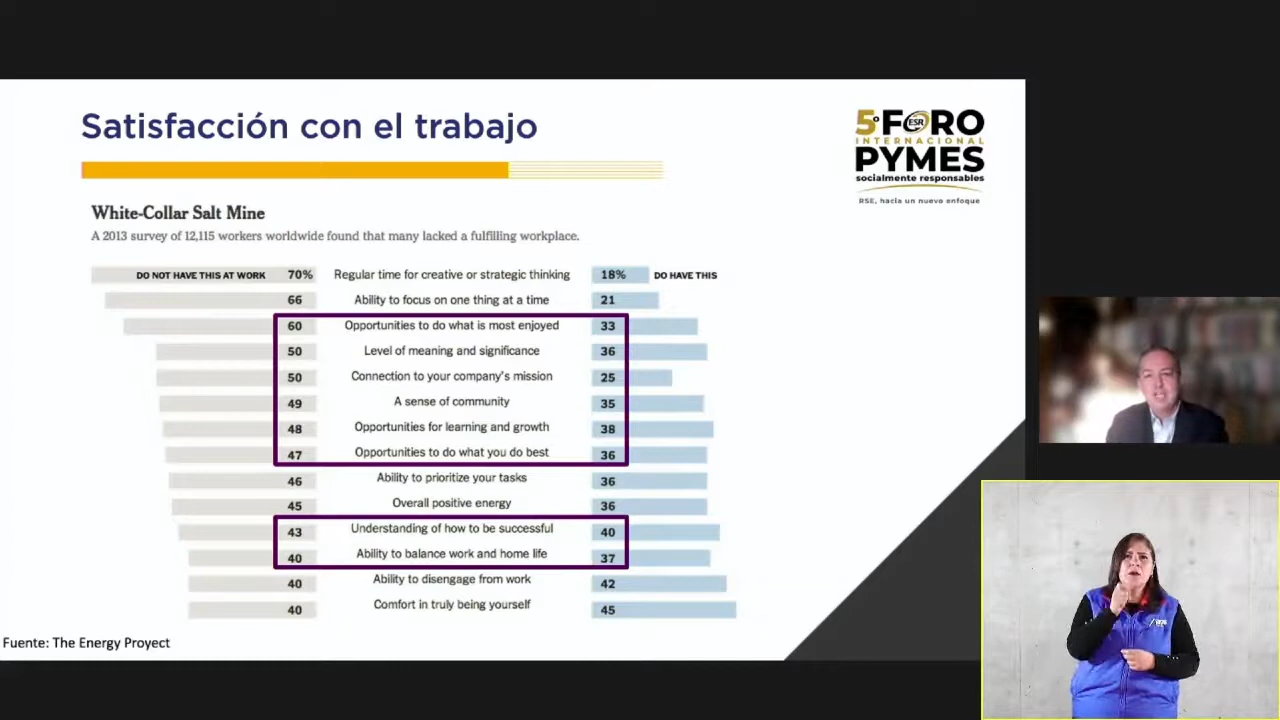 Satisfacción con el trabajo
5º FORO
ESR
INTERNACIONAL
PYMES
socialmente responsables
RSE, hacia un nuevo enfoque
White-Collar Salt Mine
A 2013 survey of 12,115 workers worldwide found that many lacked a fulfilling workplace.
DO NOT HAVE THIS AT WORK 70% Regular time for creative or strategic thinking 18% DO HAVE THIS
66 Ability to focus on one thing at a time 21
60 Opportunities to do what is most enjoyed 33
50 Level of meaning and significance 36
50 Connection to your company's mission 25
49 A sense of community 35
48 Opportunities for learning and growth 38
47 Opportunities to do what you do best 36
46 Ability to prioritize your tasks 36
45 Overall positive energy 36
43 Understanding of how to be successful 40
40 Ability to balance work and home life 37
40 Ability to disengage from work 42
40 Comfort in truly being yourself 45
Fuente: The Energy Proyect